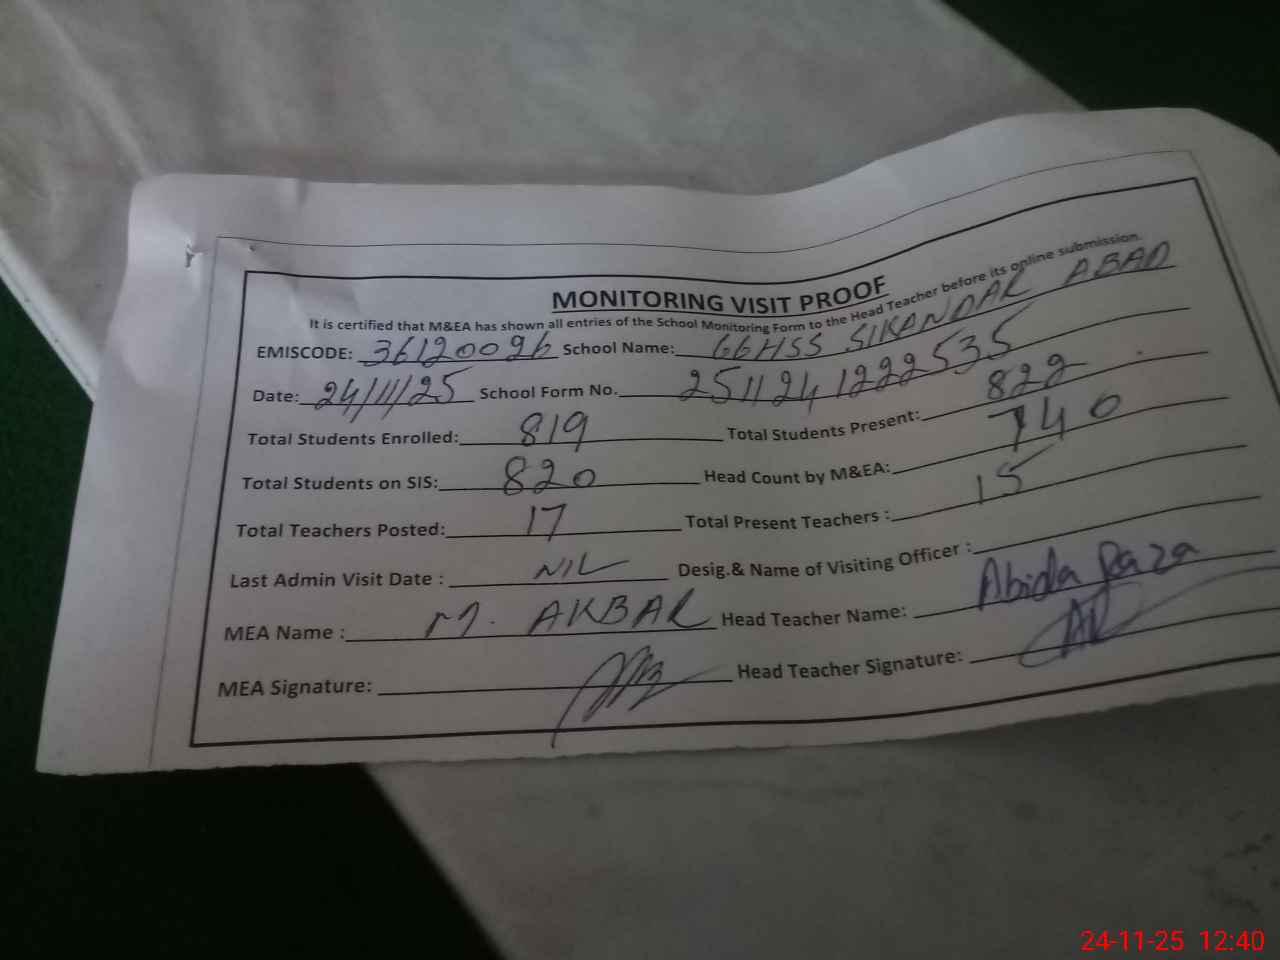 MONITORING VISIT PROOF
It is certified that M&EA has shown all entries of the School Monitoring Form to the Head Teacher before its online submission.
EMISCODE: 36120096 School Name: GGHSS SIKANDAR ABAD
Date: 24/11/25 School Form No. 251124122535
Total Students Enrolled: 819 Total Students Present: 822
Total Students on SIS: 820 Head Count by M&EA: 740
Total Teachers Posted: 17 Total Present Teachers : 15
Last Admin Visit Date : NIL Desig.& Name of Visiting Officer :
MEA Name : M. AKBAR Head Teacher Name: Abida Raza
MEA Signature: Head Teacher Signature:
24-11-25 12:40